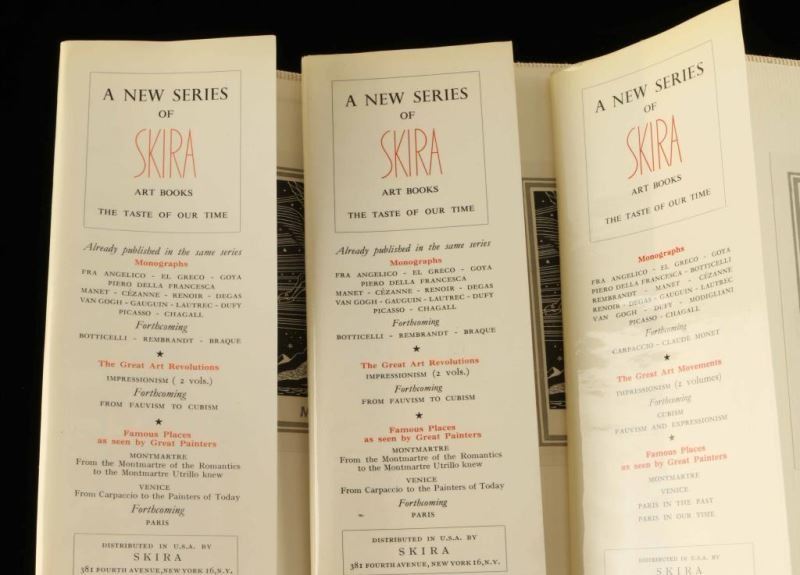 A NEW SERIES
OF
SKIRA
ART BOOKS
THE TASTE OF OUR TIME
Already published in the same series
Monographs
FRA ANGELICO - EL GRECO - GOYA
PIERO DELLA FRANCESCA
MANET - CÉZANNE - RENOIR - DEGAS
VAN GOGH - GAUGUIN - LAUTREC - DUFY
PICASSO - CHAGALL
Forthcoming
BOTTICELLI - REMBRANDT - BRAQUE
★
The Great Art Revolutions
IMPRESSIONISM ( 2 vols.)
Forthcoming
FROM FAUVISM TO CUBISM
★
Famous Places
as seen by Great Painters
MONTMARTRE
From the Montmartre of the Romantics
to the Montmartre Utrillo knew
VENICE
From Carpaccio to the Painters of Today
Forthcoming
PARIS
DISTRIBUTED IN U.S.A. BY
SKIRA
381 FOURTH AVENUE, NEW YORK 16, N.Y.
A NEW SERIES
OF
SKIRA
ART BOOKS
THE TASTE OF OUR TIME
Already published in the same series
Monographs
FRA ANGELICO - EL GRECO - GOYA
PIERO DELLA FRANCESCA
MANET - CÉZANNE - RENOIR - DEGAS
VAN GOGH - GAUGUIN - LAUTREC - DUFY
PICASSO - CHAGALL
Forthcoming
BOTTICELLI - REMBRANDT - BRAQUE
★
The Great Art Revolutions
IMPRESSIONISM ( 2 vols.)
Forthcoming
FROM FAUVISM TO CUBISM
★
Famous Places
as seen by Great Painters
MONTMARTRE
From the Montmartre of the Romantics
to the Montmartre Utrillo knew
VENICE
From Carpaccio to the Painters of Today
Forthcoming
PARIS
DISTRIBUTED IN U.S.A. BY
SKIRA
381 FOURTH AVENUE, NEW YORK 16, N.Y.
A NEW SERIES
OF
SKIRA
ART BOOKS
THE TASTE OF OUR TIME
Monographs
FRA ANGELICO - EL GRECO - GOYA
PIERO DELLA FRANCESCA - BOTTICELLI
REMBRANDT - MANET - CÉZANNE
RENOIR - DEGAS - GAUGUIN - LAUTREC
VAN GOGH - DUFY - MODIGLIANI
PICASSO - CHAGALL
Forthcoming
CARPACCIO - CLAUDE MONET
★
The Great Art Movements
IMPRESSIONISM (2 volumes)
Forthcoming
CUBISM
FAUVISM AND EXPRESSIONISM
★
Famous Places
as seen by Great Painters
MONTMARTRE
VENICE
PARIS IN THE PAST
PARIS IN OUR TIME
DISTRIBUTED IN U.S.A. BY
SKIRA